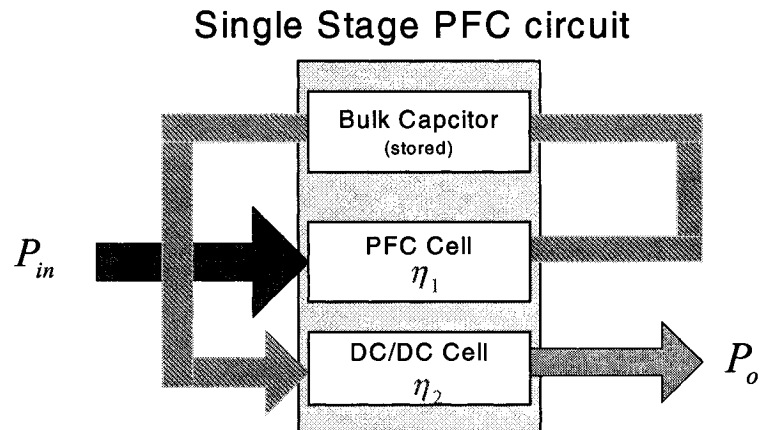 Single Stage PFC circuit
Bulk Capcitor
(stored)
P_in
PFC Cell
η_1
DC/DC Cell
η_2
P_o